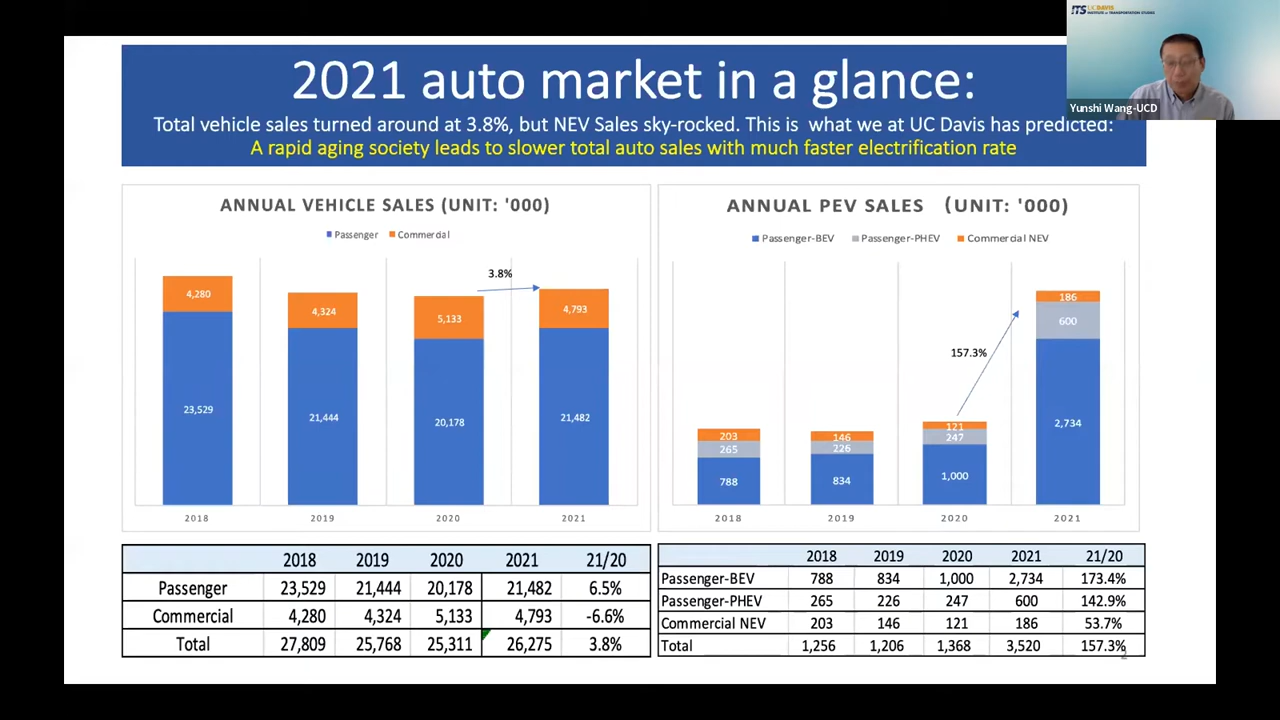 ITS UCDAVIS
INSTITUTE OF TRANSPORTATION STUDIES
Yunshi Wang-UCD
2021 auto market in a glance:
Total vehicle sales turned around at 3.8%, but NEV Sales sky-rocked. This is what we at UC Davis has predicted:
A rapid aging society leads to slower total auto sales with much faster electrification rate
ANNUAL VEHICLE SALES (UNIT: '000)
Passenger Commercial
3.8%
4,280 4,324 5,133 4,793
23,529 21,444 20,178 21,482
2018 2019 2020 2021
ANNUAL PEV SALES (UNIT: '000)
Passenger-BEV Passenger-PHEV Commercial NEV
157.3%
203 146 121 186
265 226 247 600
788 834 1,000 2,734
2018 2019 2020 2021
2018 2019 2020 2021 21/20
Passenger 23,529 21,444 20,178 21,482 6.5%
Commercial 4,280 4,324 5,133 4,793 -6.6%
Total 27,809 25,768 25,311 26,275 3.8%
2018 2019 2020 2021 21/20
Passenger-BEV 788 834 1,000 2,734 173.4%
Passenger-PHEV 265 226 247 600 142.9%
Commercial NEV 203 146 121 186 53.7%
Total 1,256 1,206 1,368 3,520 157.3%
2